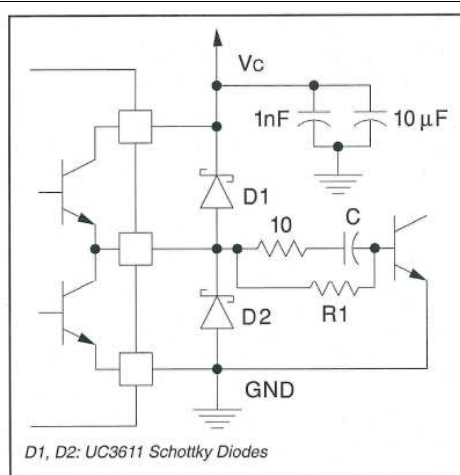 Vc
1nF
10 µF
D1
10
C
R1
D2
GND
D1, D2: UC3611 Schottky Diodes